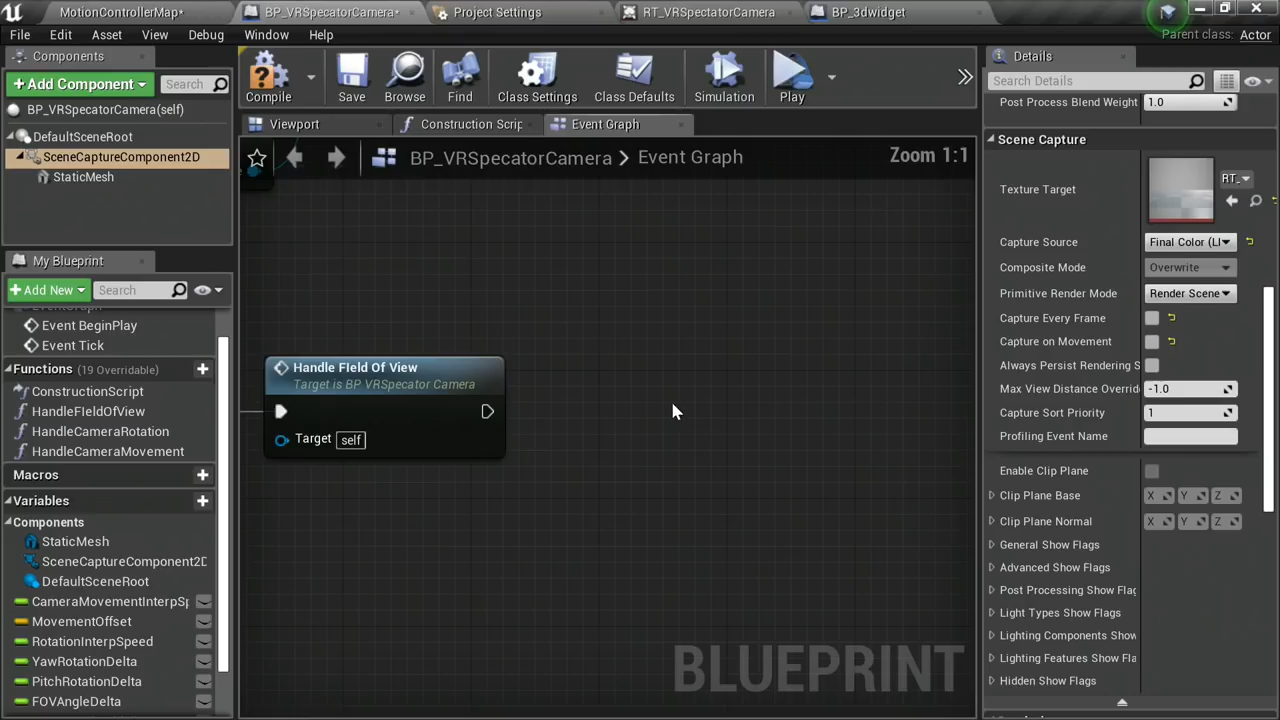 MotionControllerMap*
BP_VRSpecatorCamera*
Project Settings
RT_VRSpectatorCamera
BP_3dwidget
File
Edit
Asset
View
Debug
Window
Help
Parent class: Actor
Components
+Add Component
Search
BP_VRSpecatorCamera(self)
DefaultSceneRoot
SceneCaptureComponent2D
StaticMesh
Compile
Save
Browse
Find
Class Settings
Class Defaults
Simulation
Play
Viewport
Construction Scrip
Event Graph
BP_VRSpecatorCamera > Event Graph
Zoom 1:1
Handle FIeld Of View
Target is BP VRSpecator Camera
Target self
BLUEPRINT
My Blueprint
+Add New
Search
EventGraph
Event BeginPlay
Event Tick
Functions (19 Overridable)
ConstructionScript
HandleFIeldOfView
HandleCameraRotation
HandleCameraMovement
Macros
Variables
Components
StaticMesh
SceneCaptureComponent2D
DefaultSceneRoot
CameraMovementInterpSp
MovementOffset
RotationInterpSpeed
YawRotationDelta
PitchRotationDelta
FOVAngleDelta
Details
Search Details
Post Process Blend Weight 1.0
Scene Capture
Texture Target RT_
Capture Source Final Color (L
Composite Mode Overwrite
Primitive Render Mode Render Scene
Capture Every Frame
Capture on Movement
Always Persist Rendering S
Max View Distance Overrid -1.0
Capture Sort Priority 1
Profiling Event Name
Enable Clip Plane
Clip Plane Base X Y Z
Clip Plane Normal X Y Z
General Show Flags
Advanced Show Flags
Post Processing Show Flag
Light Types Show Flags
Lighting Components Show
Lighting Features Show Fla
Hidden Show Flags